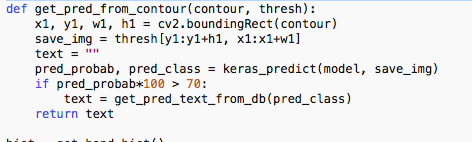 def get_pred_from_contour(contour, thresh):
    x1, y1, w1, h1 = cv2.boundingRect(contour)
    save_img = thresh[y1:y1+h1, x1:x1+w1]
    text = ""
    pred_probab, pred_class = keras_predict(model, save_img)
    if pred_probab*100 > 70:
        text = get_pred_text_from_db(pred_class)
    return text